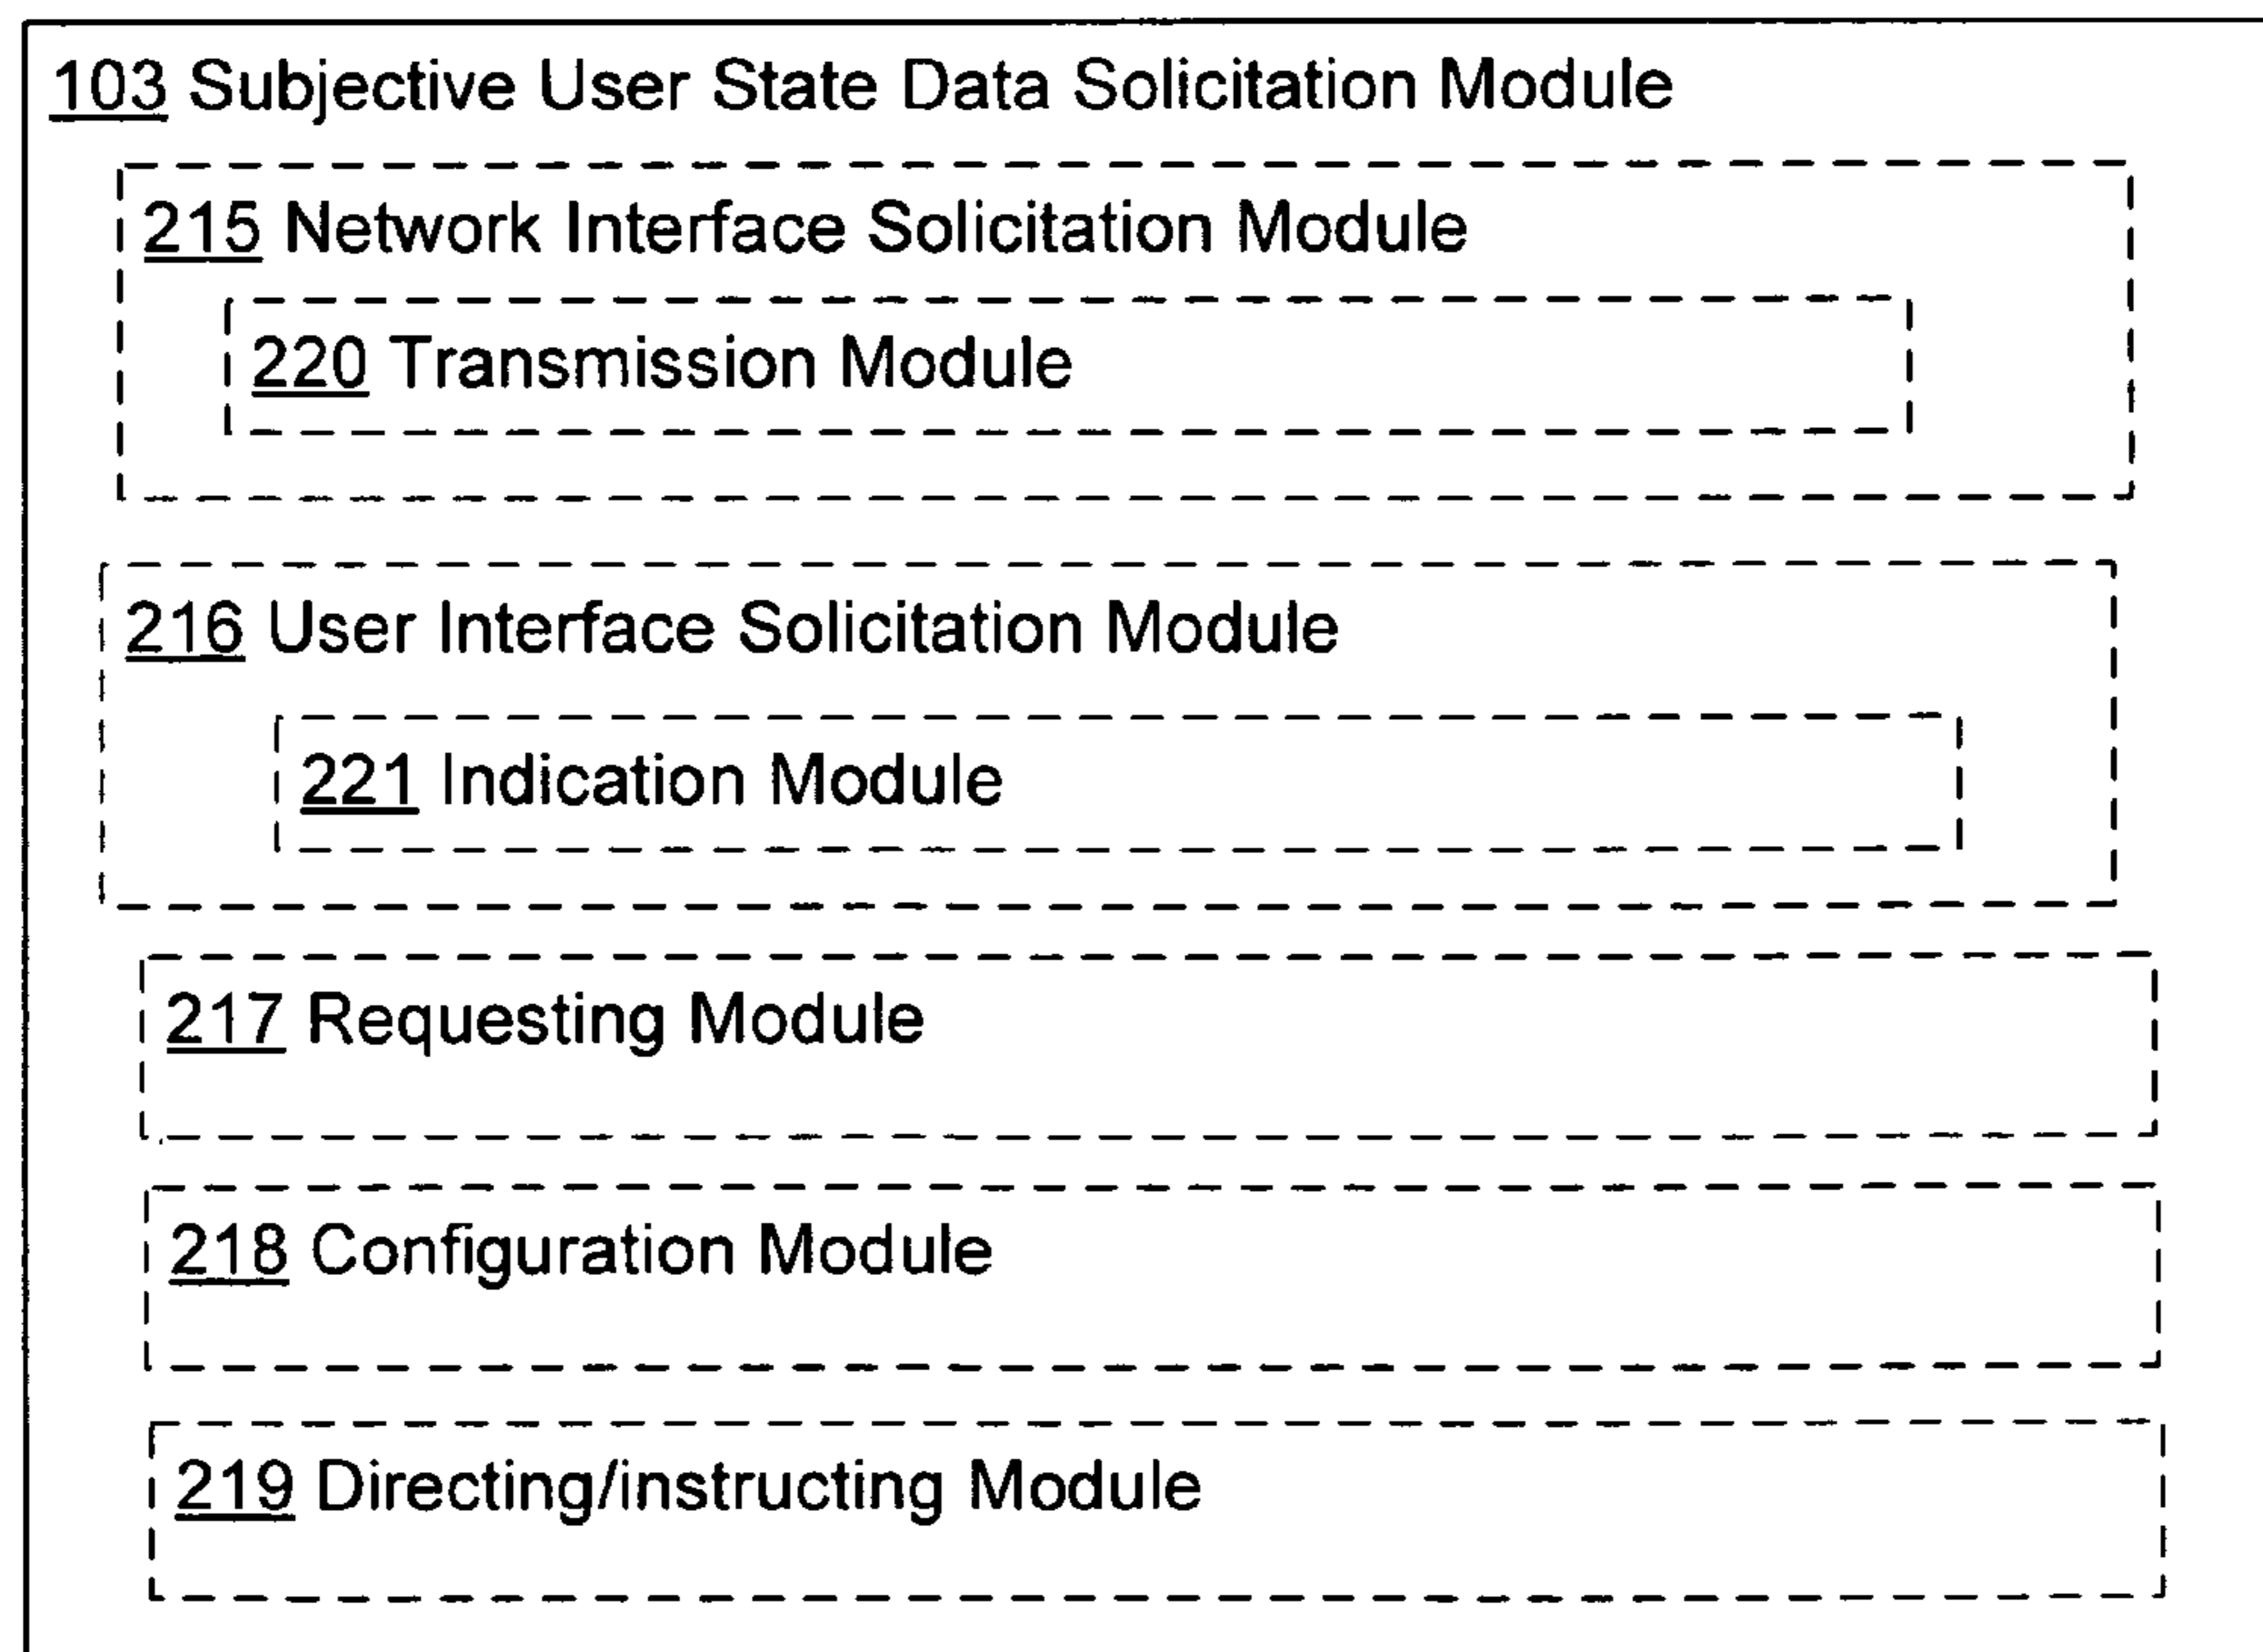 103 Subjective User State Data Solicitation Module
215 Network Interface Solicitation Module
220 Transmission Module
216 User Interface Solicitation Module
221 Indication Module
217 Requesting Module
218 Configuration Module
219 Directing/instructing Module